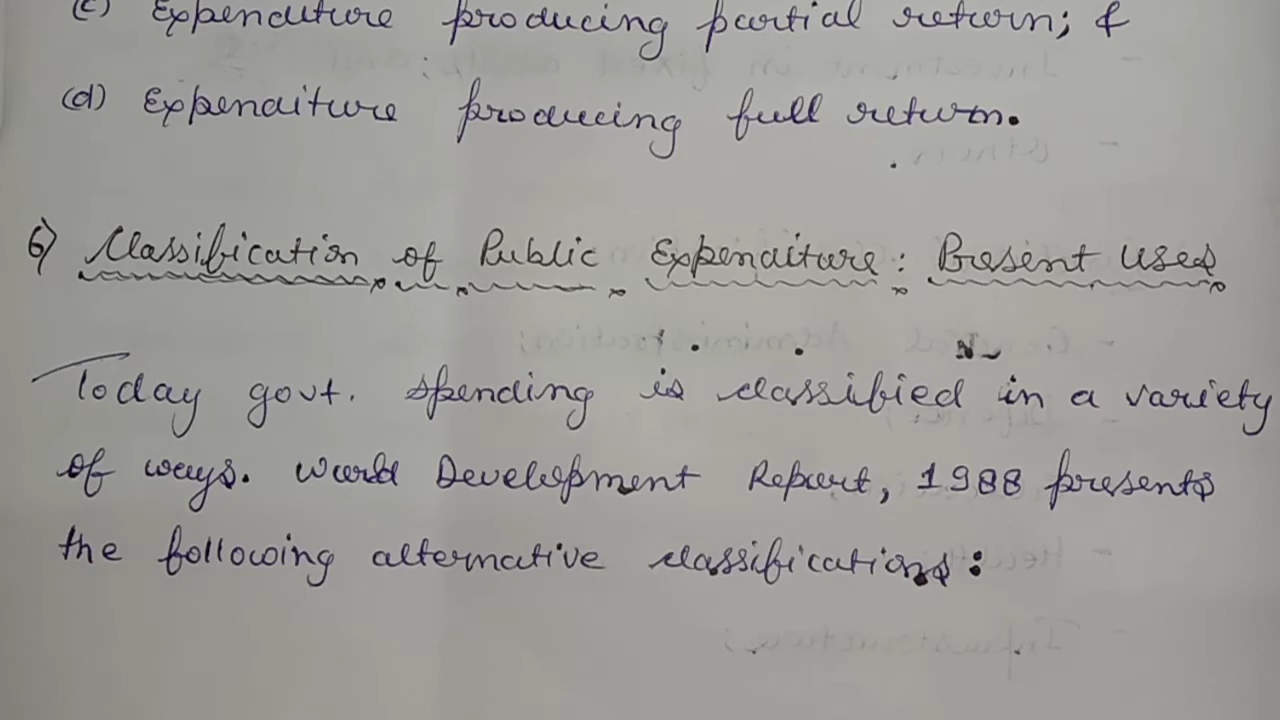 (c) Expenditure producing partial return; &
(d) Expenditure producing full return.
6) Classification of Public Expenditure: Present Uses
Today govt. spending is classified in a variety
of ways. World Development Report, 1988 presents
the following alternative classifications: